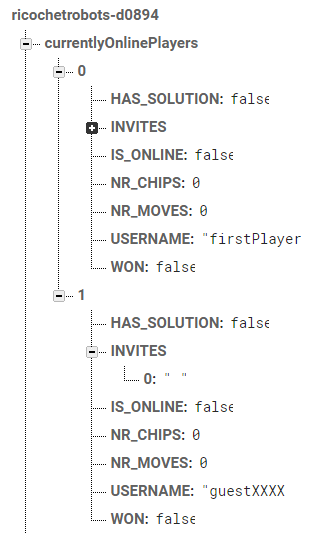 ricochetrobots-d0894
currentlyOnlinePlayers
0
HAS_SOLUTION: false
INVITES
IS_ONLINE: false
NR_CHIPS: 0
NR_MOVES: 0
USERNAME: "firstPlayer
WON: false
1
HAS_SOLUTION: false
INVITES
0: " "
IS_ONLINE: false
NR_CHIPS: 0
NR_MOVES: 0
USERNAME: "guestXXXX
WON: false